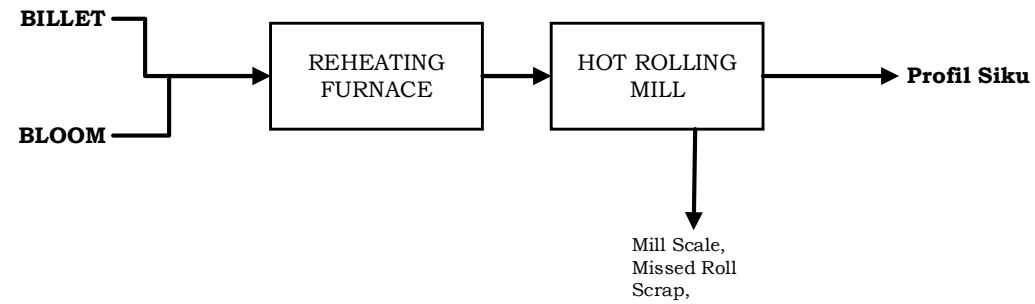 BILLET
BLOOM
REHEATING
FURNACE
HOT ROLLING
MILL
Profil Siku
Mill Scale,
Missed Roll
Scrap,